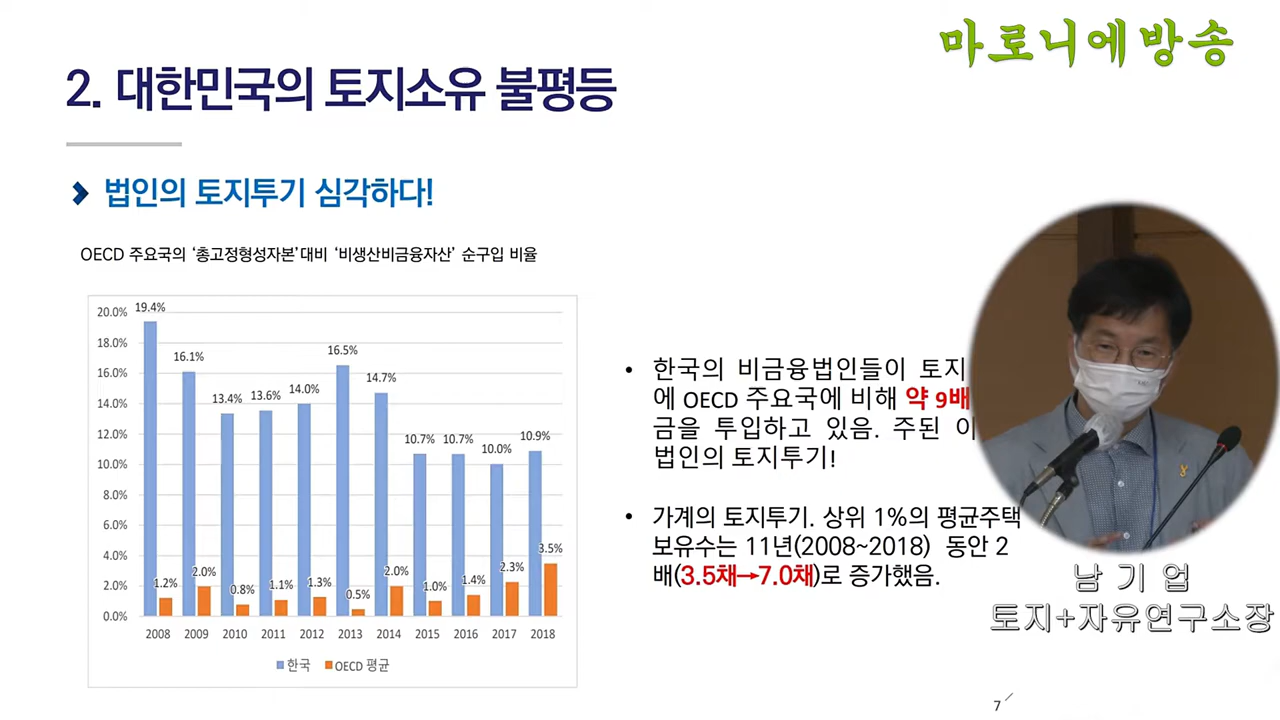 마로니에방송
2. 대한민국의 토지소유 불평등
법인의 토지투기 심각하다!
OECD 주요국의 ‘총고정형성자본’대비 ‘비생산비금융자산’ 순구입 비율
20.0%
18.0%
16.0%
14.0%
12.0%
10.0%
8.0%
6.0%
4.0%
2.0%
0.0%
19.4%
16.1%
13.4%
13.6%
14.0%
16.5%
14.7%
10.7%
10.7%
10.0%
10.9%
1.2%
2.0%
0.8%
1.1%
1.3%
0.5%
2.0%
1.0%
1.4%
2.3%
3.5%
2008 2009 2010 2011 2012 2013 2014 2015 2016 2017 2018
한국 OECD 평균
• 한국의 비금융법인들이 토지
에 OECD 주요국에 비해 약 9배
금을 투입하고 있음. 주된 이
법인의 토지투기!
• 가계의 토지투기. 상위 1%의 평균주택
보유수는 11년(2008~2018) 동안 2
배(3.5채→7.0채)로 증가했음.
남기업
토지+자유연구소장
7